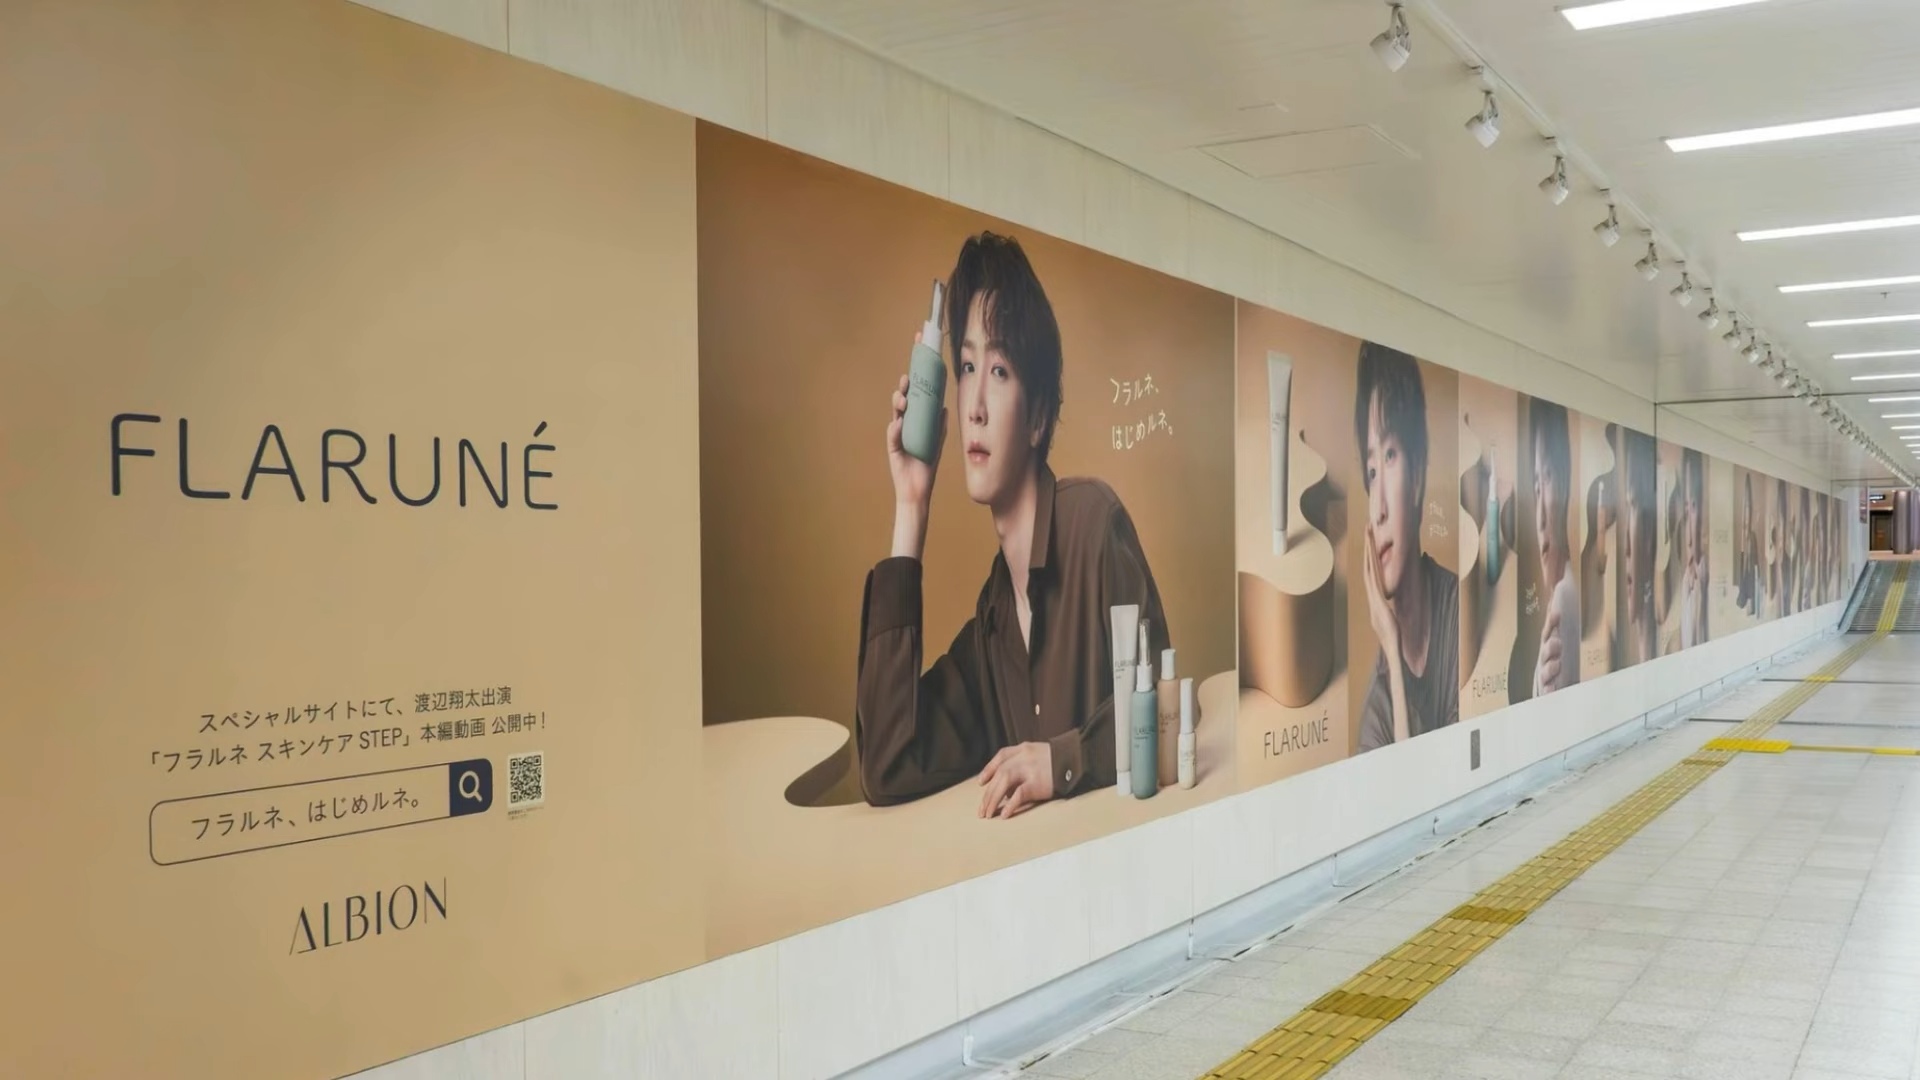 FLARUNÉ
スペシャルサイトにて、渡辺翔太出演
「フラルネ スキンケア STEP」本編動画 公開中！
フラルネ、はじめルネ。
ALBION
フラルネ、
はじめルネ。
FLARUNÉ
FLARUNÉ
FLARUNÉ
FLARUNÉ